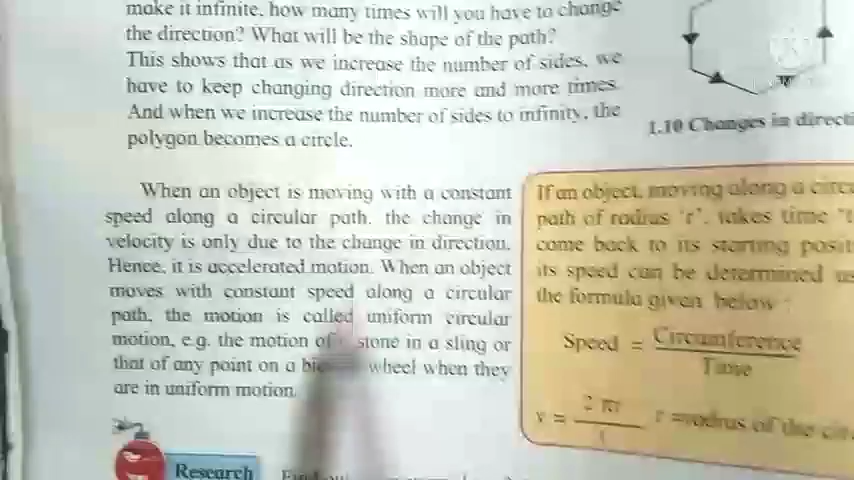 make it infinite, how many times will you have to change
the direction? What will be the shape of the path?
This shows that as we increase the number of sides, we
have to keep changing direction more and more times.
And when we increase the number of sides to infinity, the
polygon becomes a circle.
1.10 Changes in
When an object is moving with a constant
speed along a circular path, the change in
velocity is only due to the change in direction.
Hence, it is accelerated motion. When an object
moves with constant speed along a circular
path, the motion is called uniform circular
motion, e.g. the motion of stone in a sling or
that of any point on a wheel when they
are in uniform motion.
If an object, moving along a
path of radius 'r', takes time
come back to its starting
its speed can be determined
the formula given below :
Speed = Circumference
Time
v = 2 πr
t
r =radius of the
Research